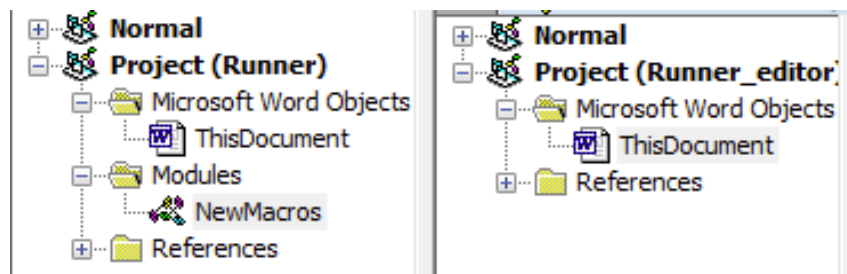 Normal
Project (Runner)
Microsoft Word Objects
ThisDocument
Modules
NewMacros
References
Normal
Project (Runner_editor)
Microsoft Word Objects
ThisDocument
References